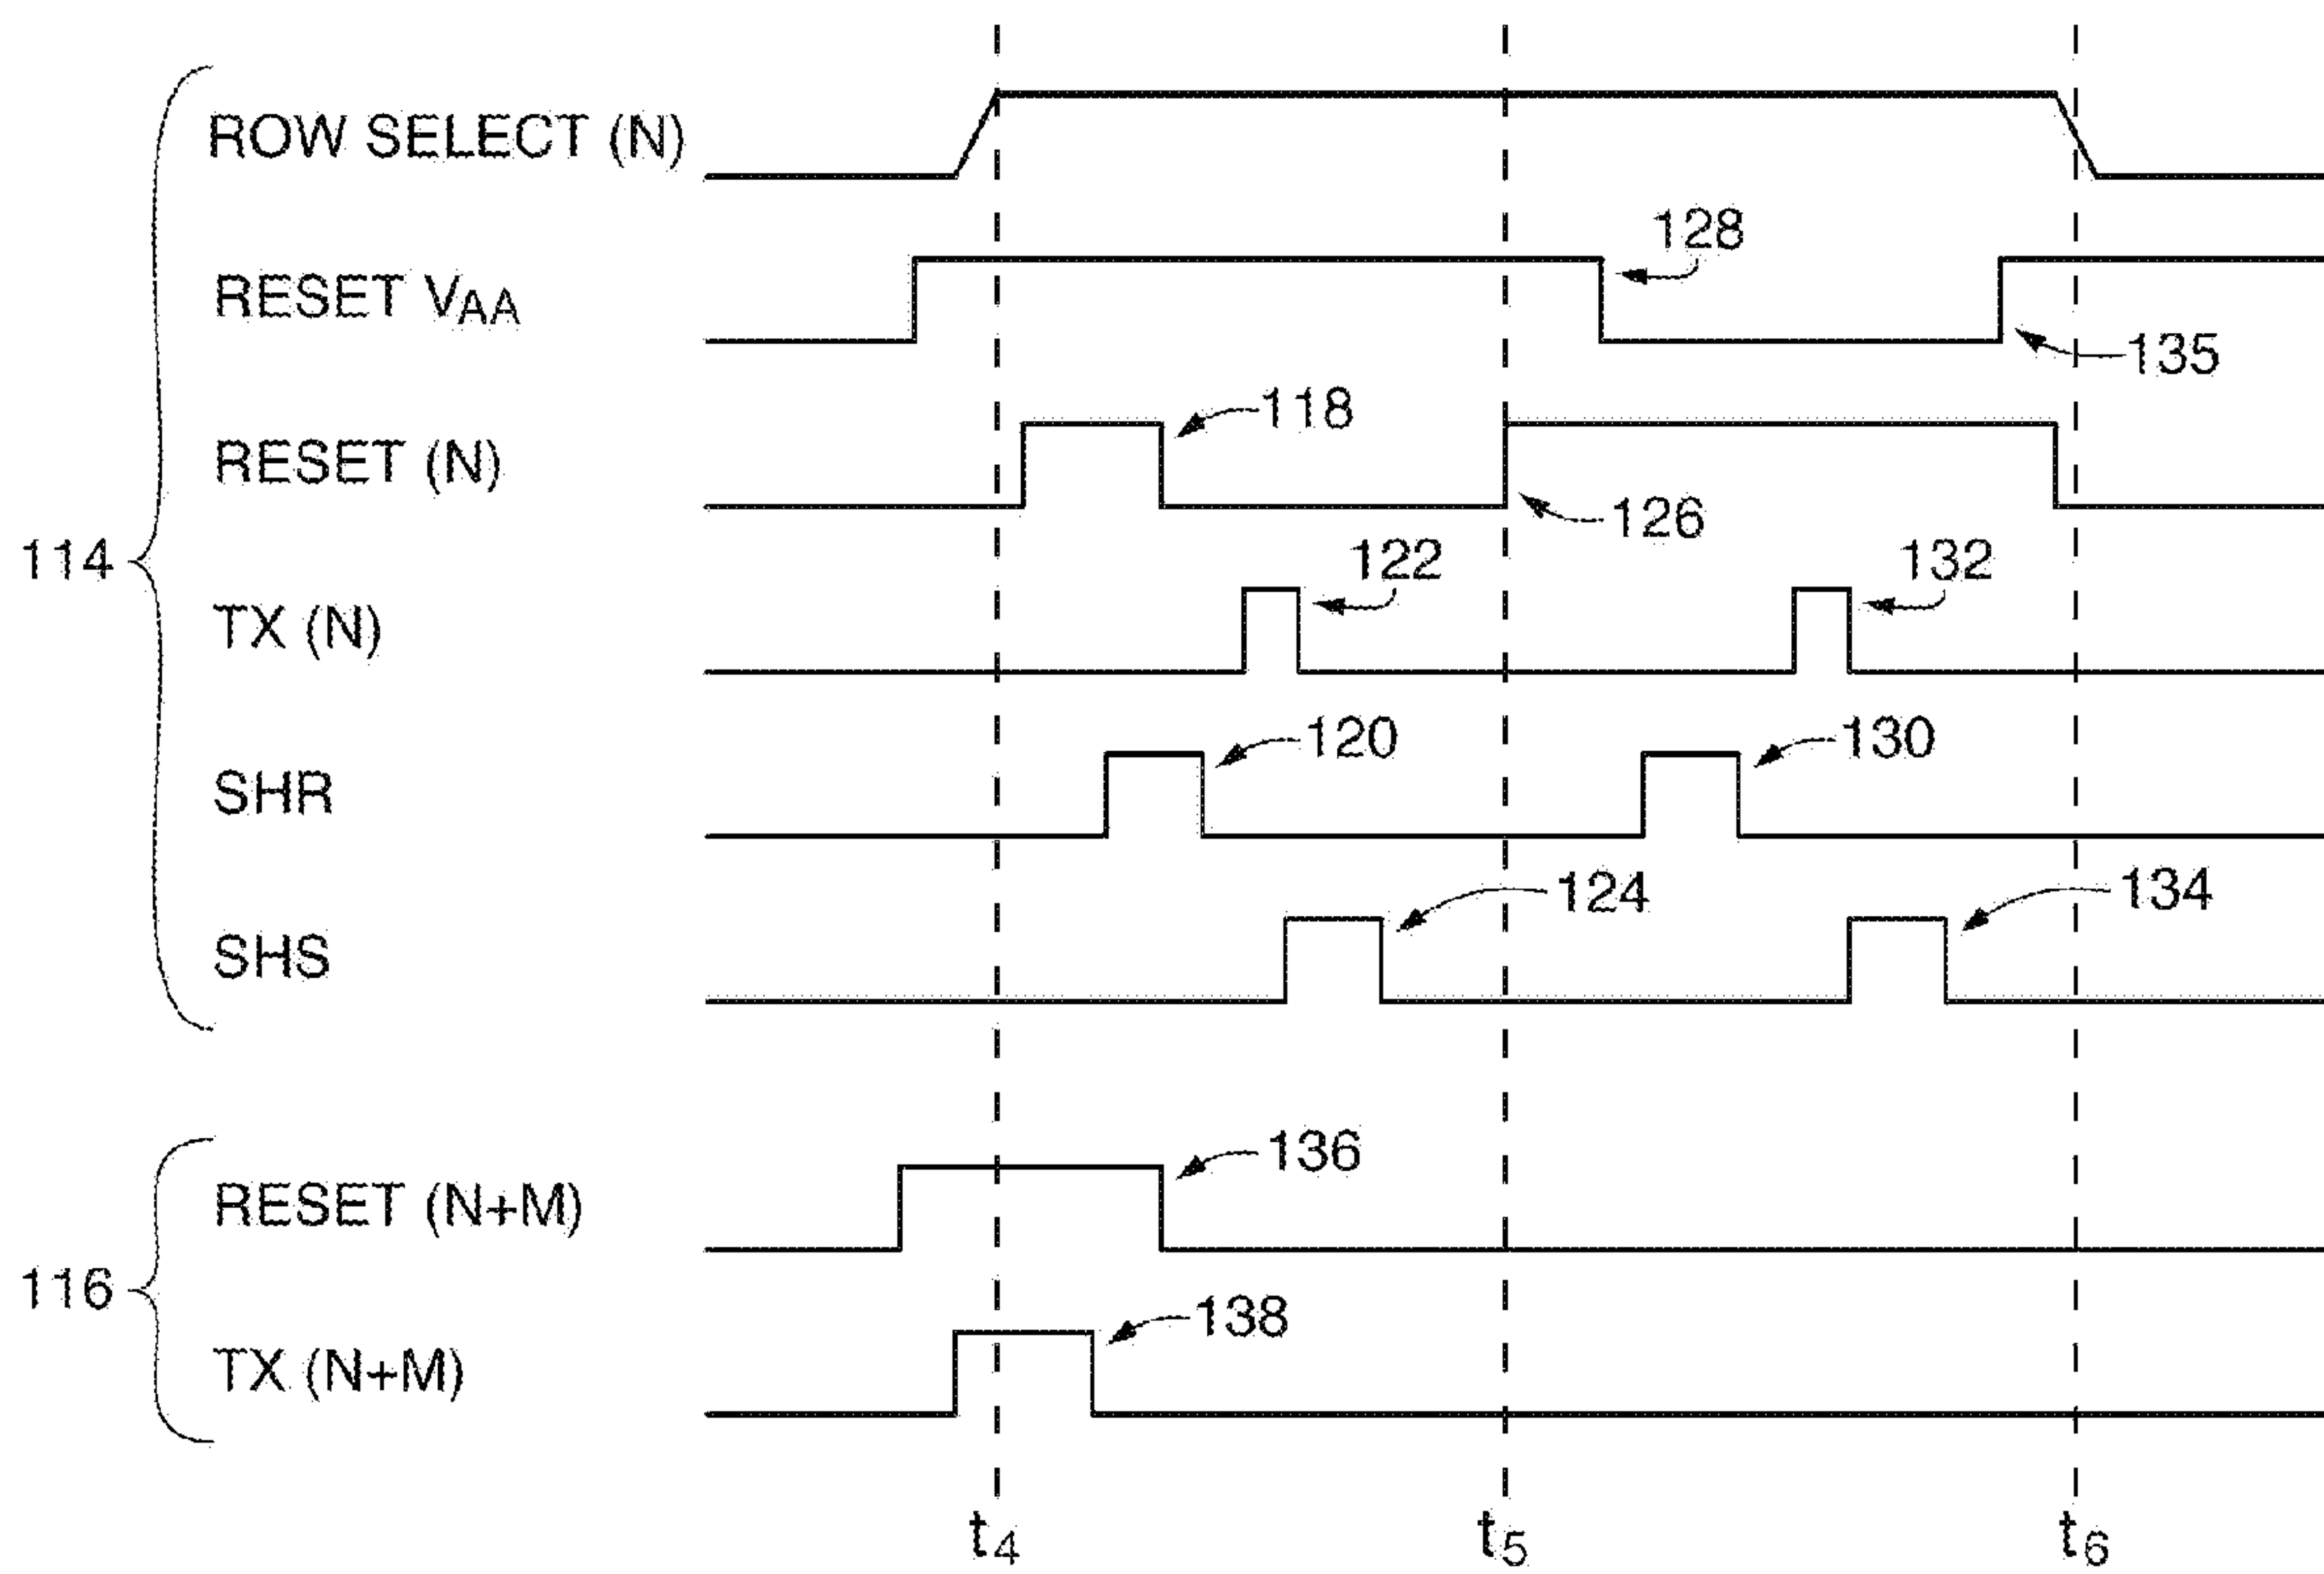 ROW SELECT (N)
128
RESET VAA
135
118
RESET (N)
126
114
122
132
TX (N)
120
130
SHR
124
134
SHS
136
RESET (N+M)
116
138
TX (N+M)
t4 t5 t6